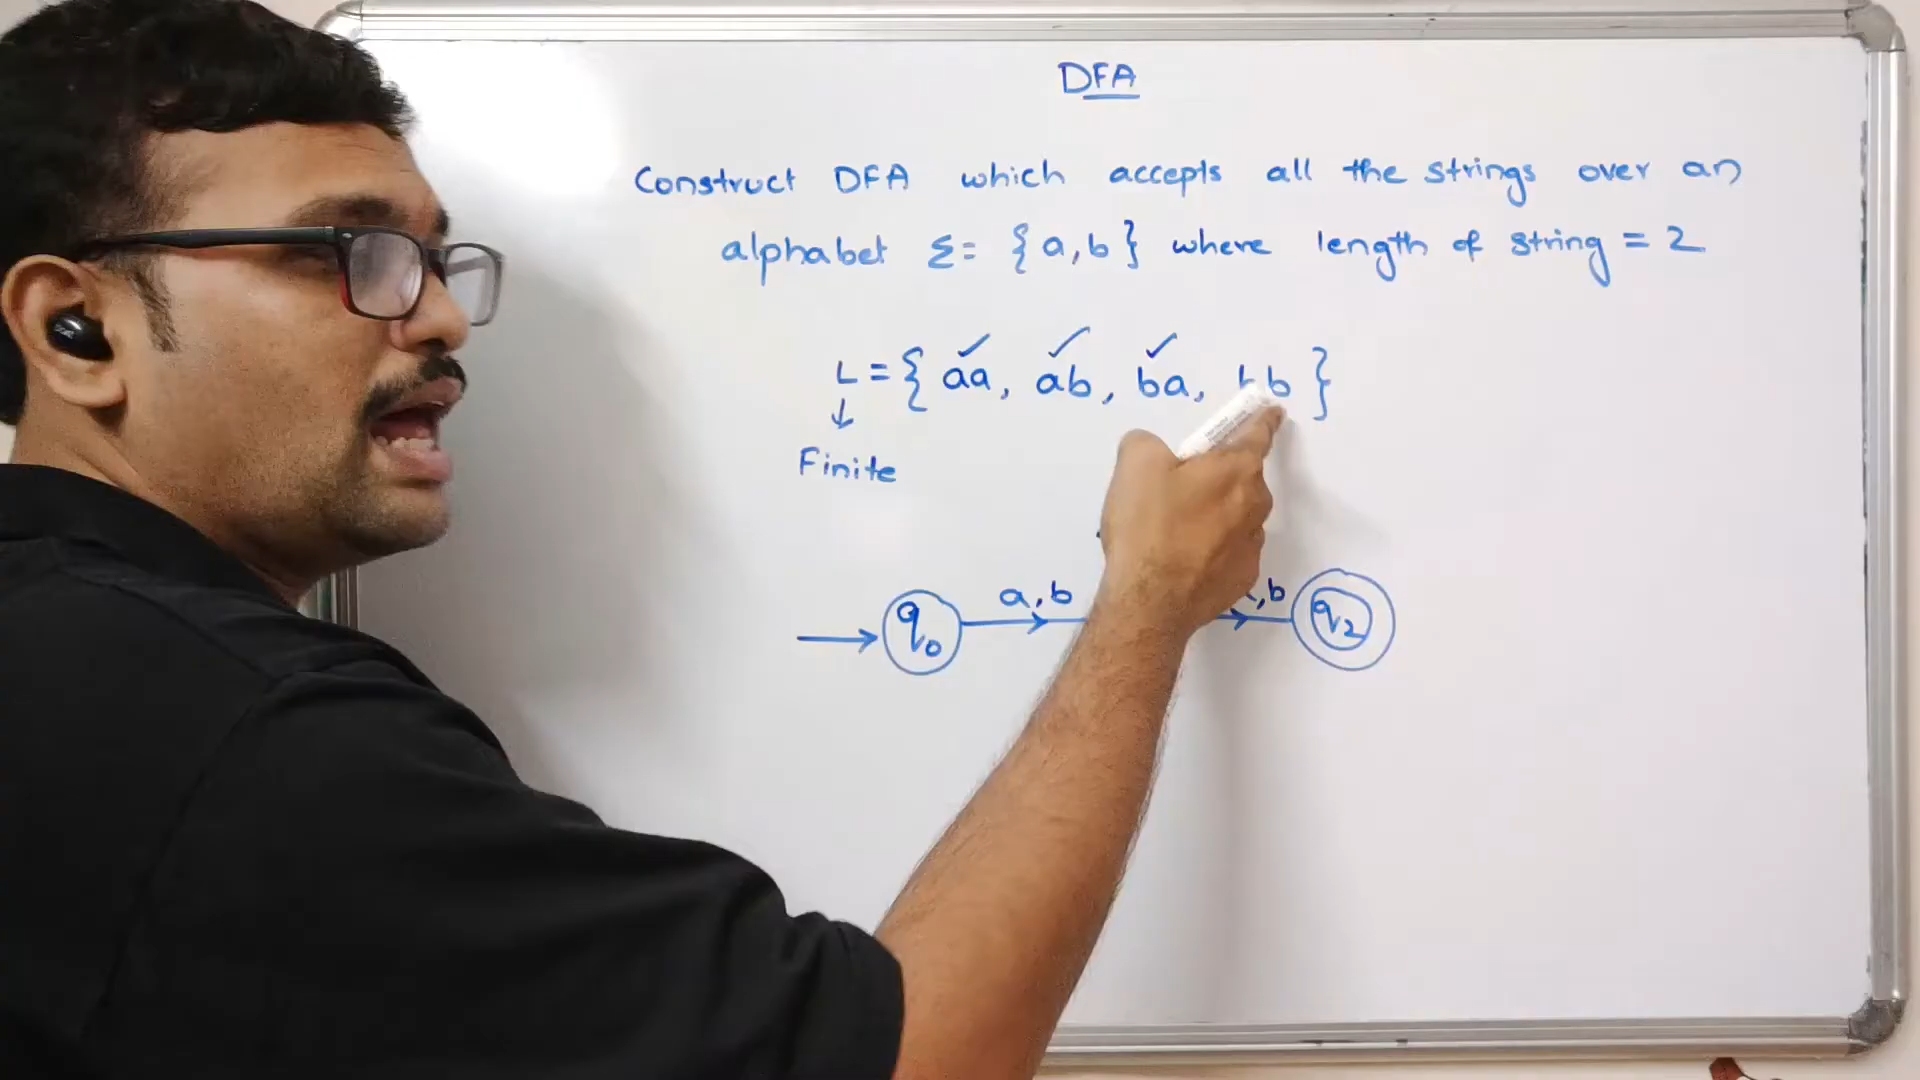 DFA
Construct DFA which accepts all the strings over an
alphabet Σ = {a,b} where length of string = 2
L = { aa, ab, ba, bb }
↓
Finite
a,b ,b
q0 q2